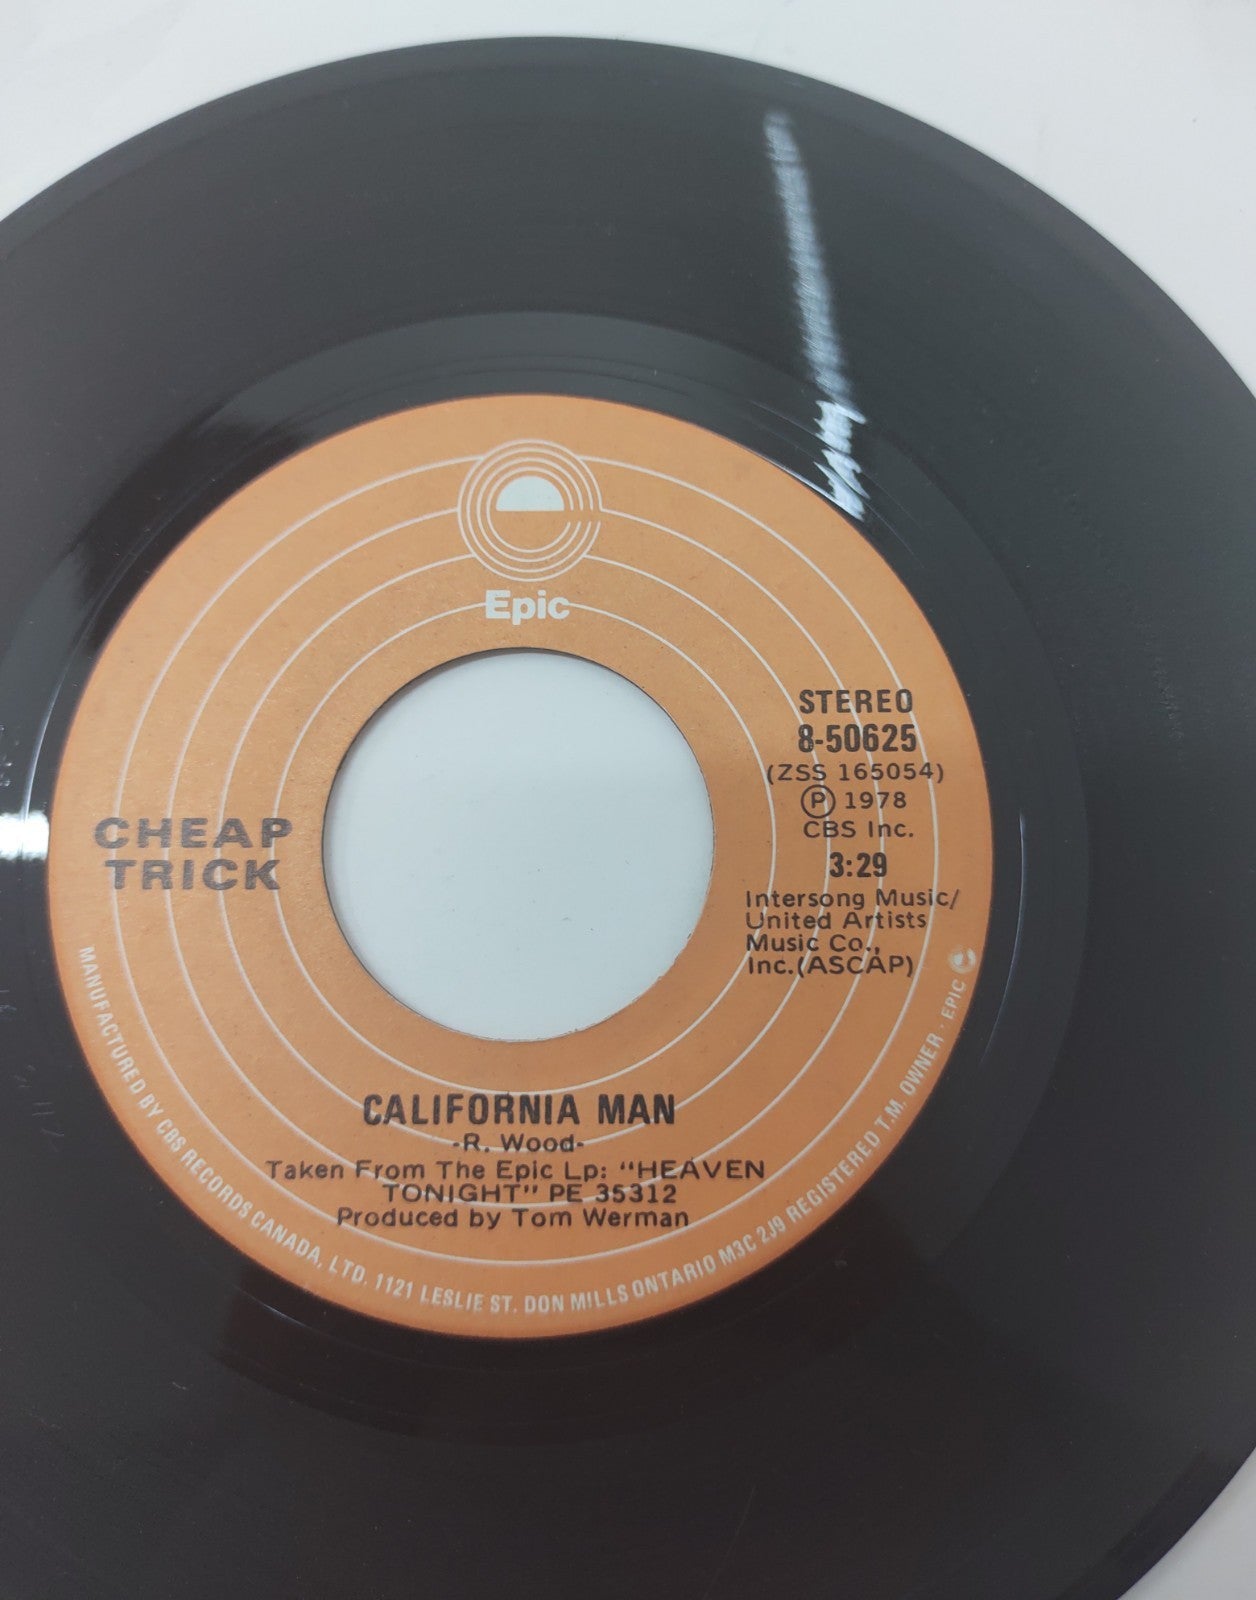 Epic
STEREO
8-50625
(ZSS 165054)
Ⓟ 1978
CBS Inc.
3:29
Intersong Music/
United Artists
Music Co.,
Inc.(ASCAP)
CHEAP
TRICK
CALIFORNIA MAN
-R. Wood-
Taken From The Epic Lp: "HEAVEN
TONIGHT" PE 35312
Produced by Tom Werman
MANUFACTURED BY CBS RECORDS CANADA, LTD. 1121 LESLIE ST. DON MILLS ONTARIO M3C 2J9 REGISTERED T.M. OWNER · EPIC